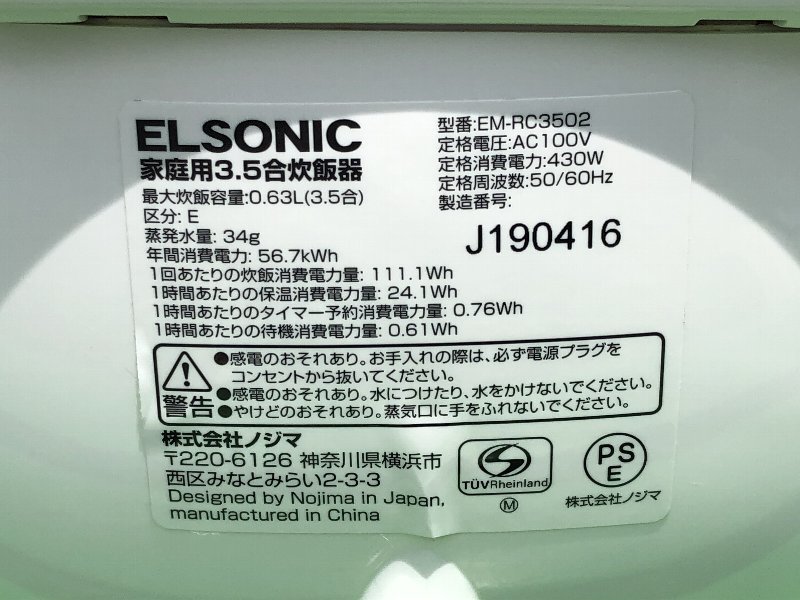 ELSONIC
家庭用3.5合炊飯器
最大炊飯容量:0.63L(3.5合)
区分: E
蒸発水量: 34g
年間消費電力: 56.7kWh
1回あたりの炊飯消費電力量: 111.1Wh
1時間あたりの保温消費電力量: 24.1Wh
1時間あたりのタイマー予約消費電力量: 0.76Wh
1時間あたりの待機消費電力量: 0.61Wh
型番:EM-RC3502
定格電圧:AC100V
定格消費電力:430W
定格周波数:50/60Hz
製造番号:
J190416
警告
●感電のおそれあり。お手入れの際は、必ず電源プラグを
コンセントから抜いてください。
●感電のおそれあり。水につけたり、水をかけないでください。
●やけどのおそれあり。蒸気口に手をふれないでください。
株式会社ノジマ
〒220-6126 神奈川県横浜市
西区みなとみらい2-3-3
Designed by Nojima in Japan,
manufactured in China
TÜVRheinland
M
PS
E
株式会社ノジマ